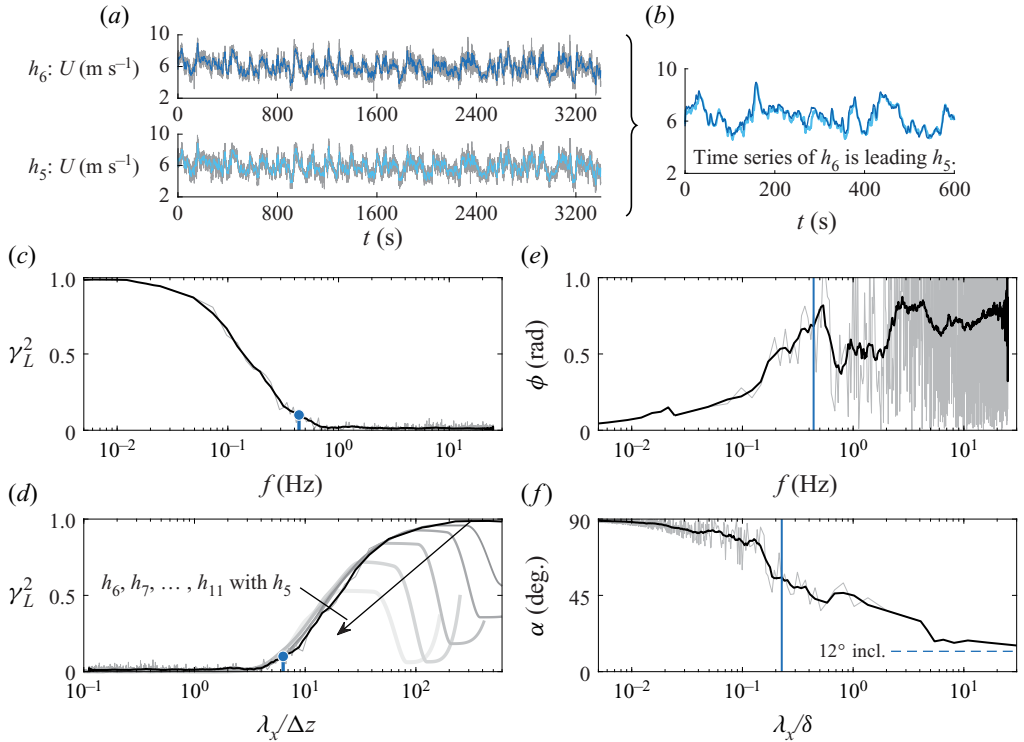 (a)
(b)
h6: U (m s−1)
10
6
2
0 800 1600 2400 3200
h5: U (m s−1)
10
6
2
0 800 1600 2400 3200
t (s)
10
6
2
Time series of h6 is leading h5.
0 200 400 600
t (s)
(c)
γL2
1.0
0.5
0
10−2 10−1 100 101
f (Hz)
(e)
ϕ (rad)
1.0
0.5
0
10−2 10−1 100 101
f (Hz)
(d)
γL2
1.0
0.5
0
h6, h7, … , h11 with h5
10−1 100 101 102
λx/Δz
(f)
α (deg.)
90
45
0
12° incl.
10−2 10−1 100 101
λx/δ